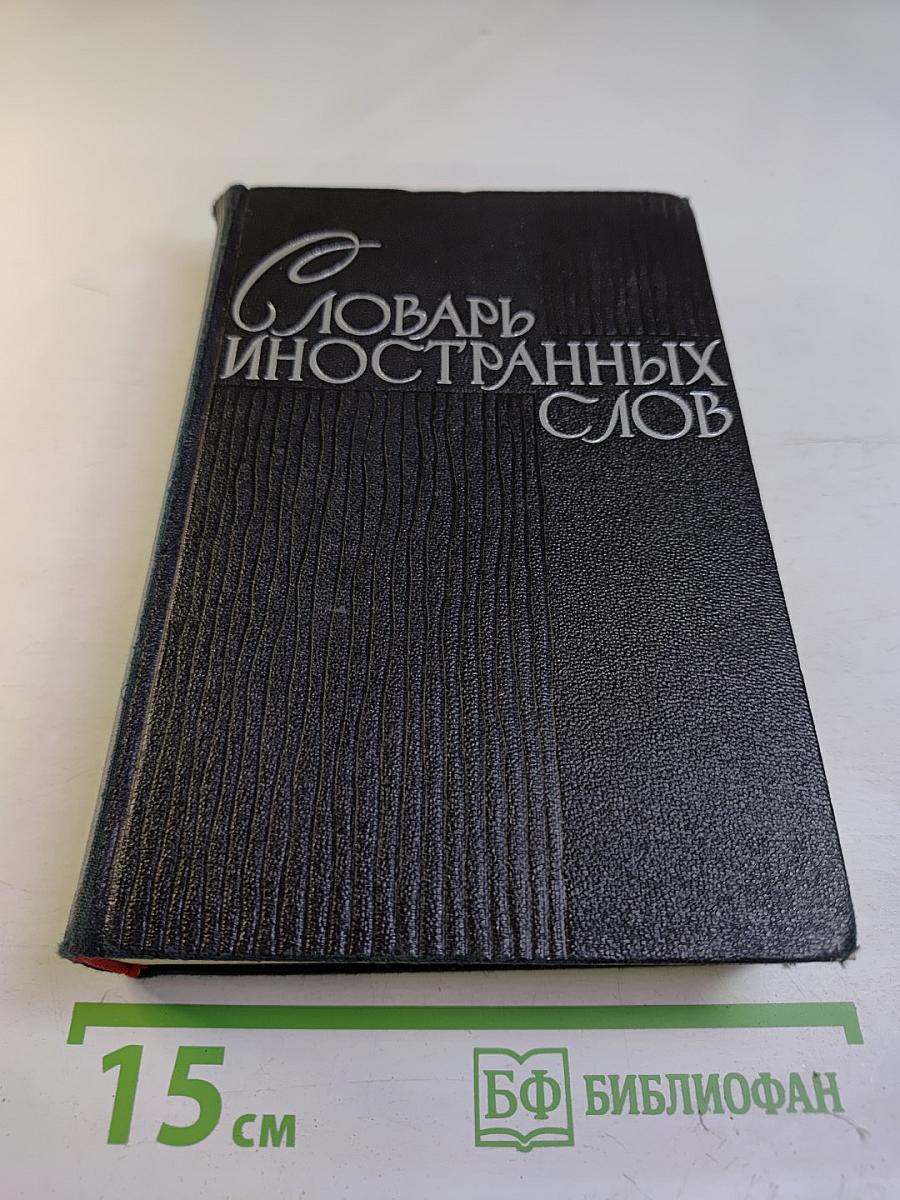 Словарь
иностранных
слов
15 см
БФ БИБЛИОФАН